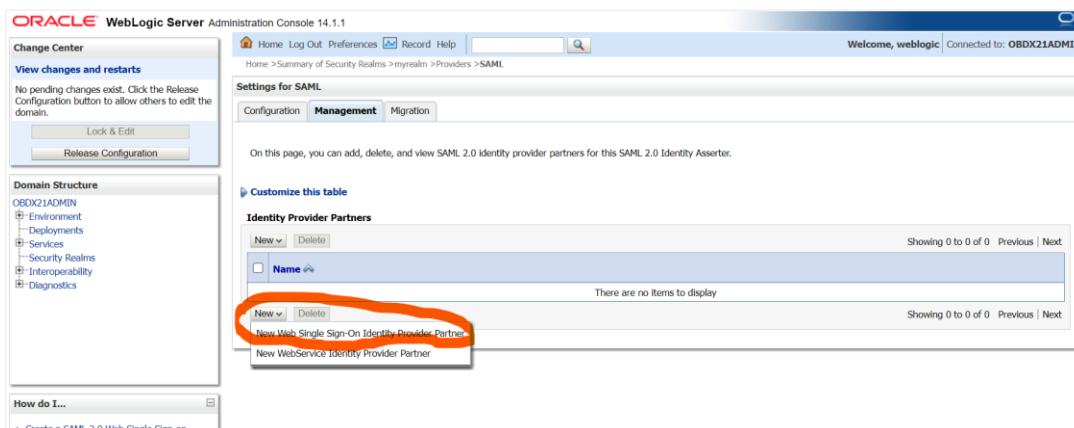 ORACLE WebLogic Server Administration Console 14.1.1
Change Center
View changes and restarts
No pending changes exist. Click the Release
Configuration button to allow others to edit the
domain.
Lock & Edit
Release Configuration
Domain Structure
OBDX21ADMIN
Environment
Deployments
Services
Security Realms
Interoperability
Diagnostics
How do I...
Home Log Out Preferences Record Help
Welcome, weblogic Connected to: OBDX21ADMI
Home >Summary of Security Realms >myrealm >Providers >SAML
Settings for SAML
Configuration Management Migration
On this page, you can add, delete, and view SAML 2.0 identity provider partners for this SAML 2.0 Identity Asserter.
Customize this table
Identity Provider Partners
New Delete Showing 0 to 0 of 0 Previous | Next
Name
There are no items to display
New Delete Showing 0 to 0 of 0 Previous | Next
New Web Single Sign-On Identity Provider Partner
New WebService Identity Provider Partner